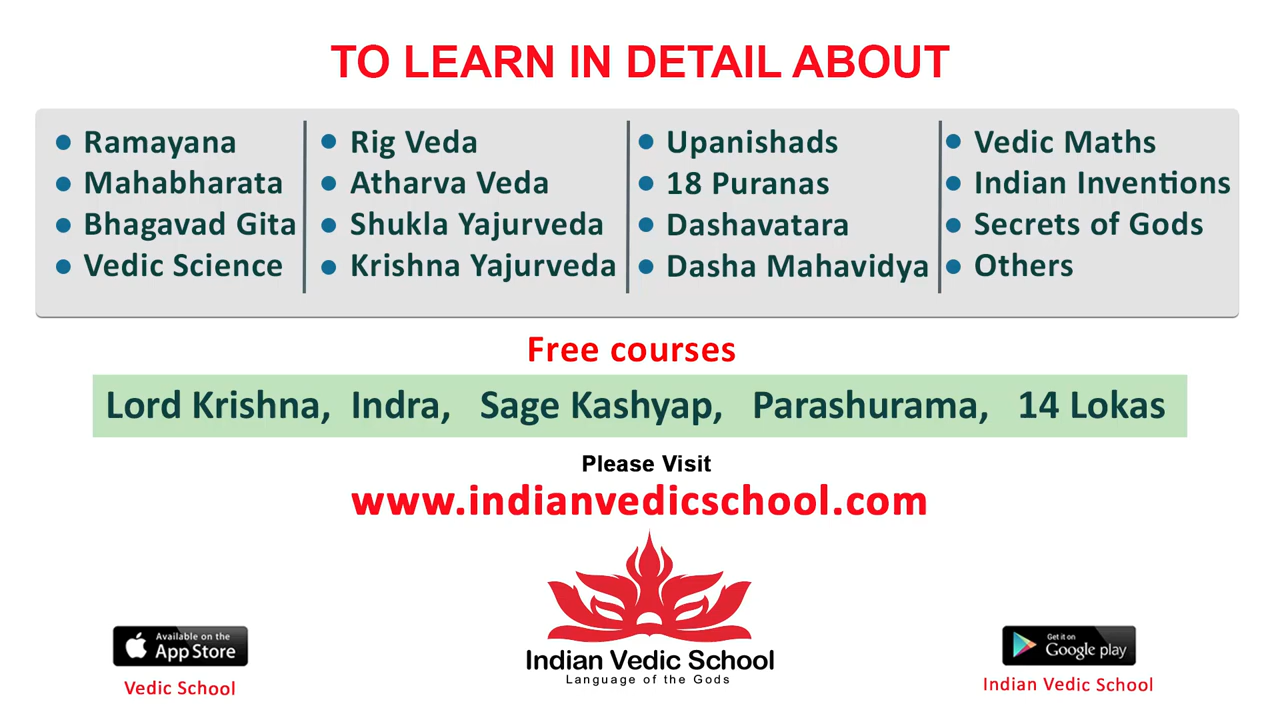 TO LEARN IN DETAIL ABOUT
• Ramayana
• Mahabharata
• Bhagavad Gita
• Vedic Science
• Rig Veda
• Atharva Veda
• Shukla Yajurveda
• Krishna Yajurveda
• Upanishads
• 18 Puranas
• Dashavatara
• Dasha Mahavidya
• Vedic Maths
• Indian Inventions
• Secrets of Gods
• Others
Free courses
Lord Krishna, Indra, Sage Kashyap, Parashurama, 14 Lokas
Please Visit
www.indianvedicschool.com
Indian Vedic School
Language of the Gods
Available on the
App Store
Vedic School
Get it on
Google play
Indian Vedic School